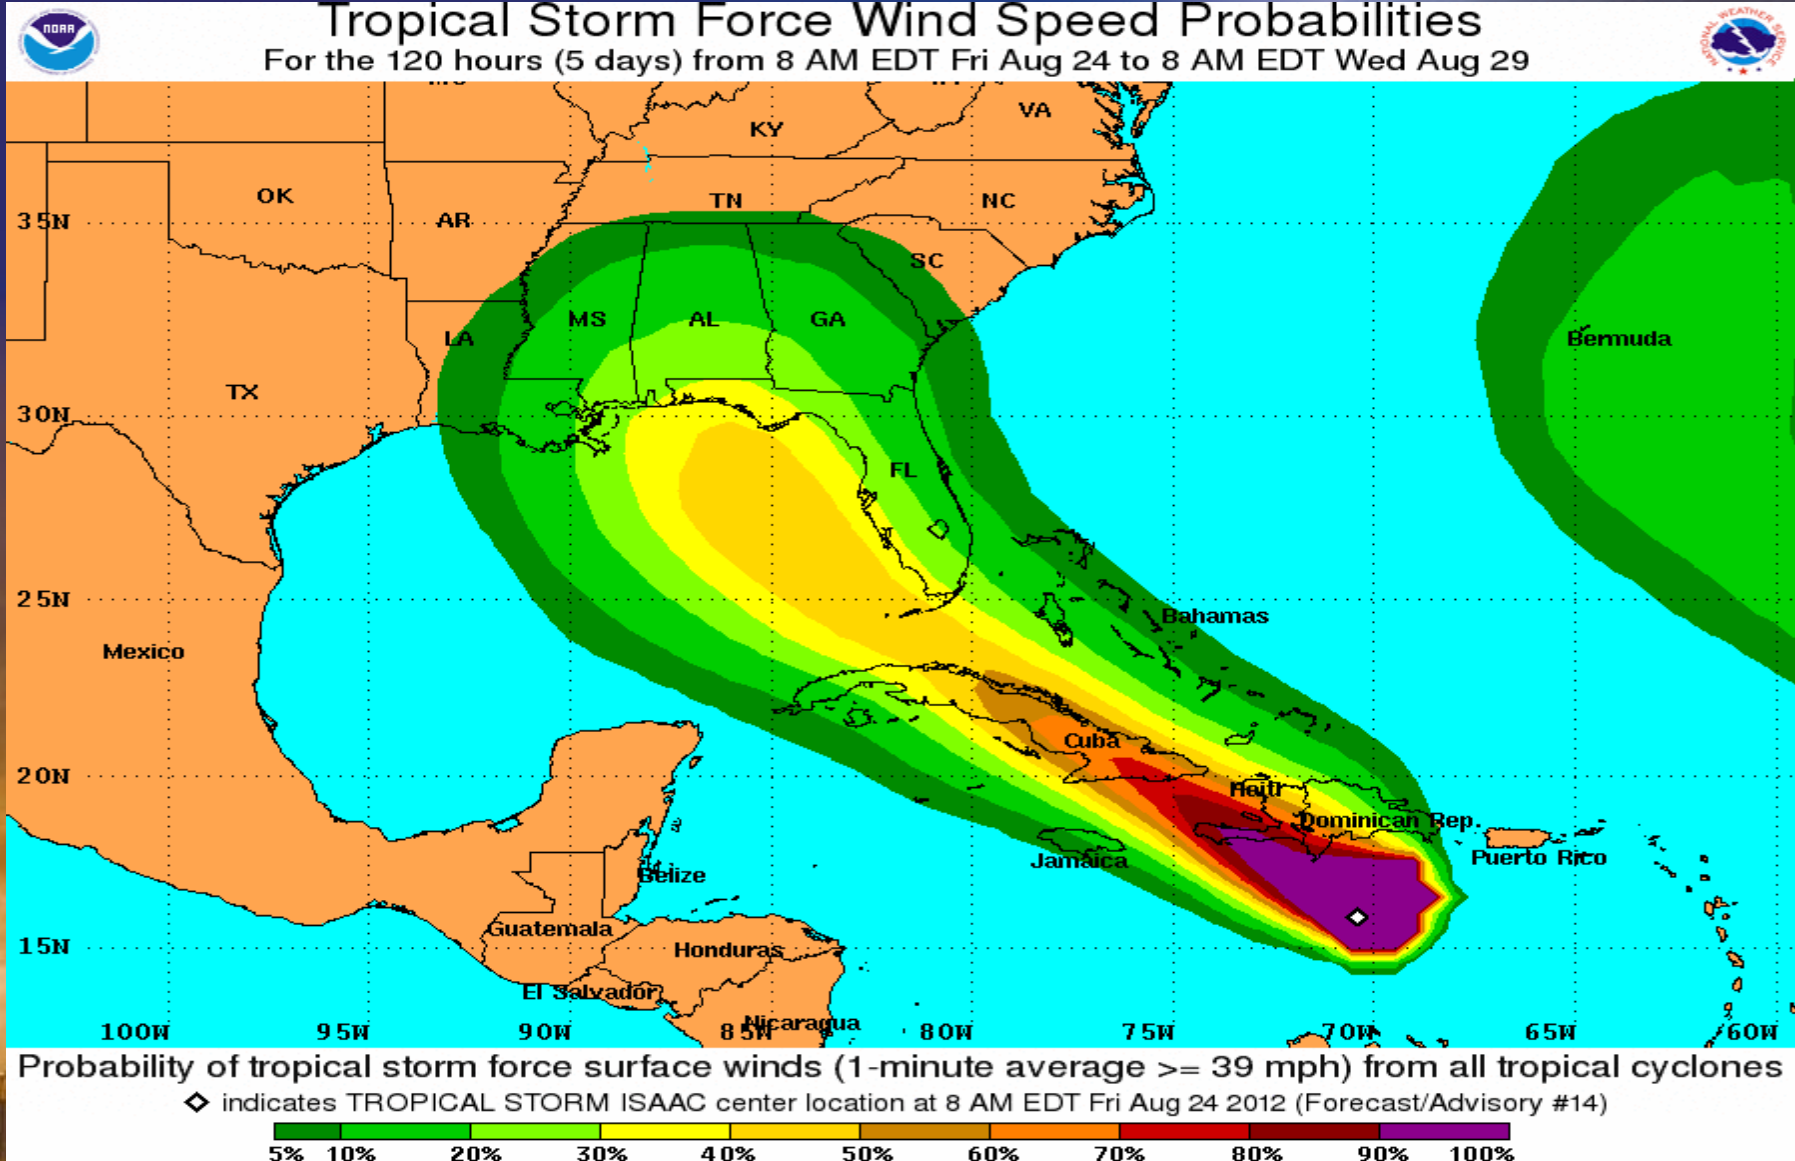 Tropical Storm Force Wind Speed Probabilities
For the 120 hours (5 days) from 8 AM EDT Fri Aug 24 to 8 AM EDT Wed Aug 29
NOAA
NATIONAL WEATHER SERVICE
VA
KY
OK
TN
NC
AR
35N
SC
MS
AL
GA
LA
Bermuda
TX
30N
FL
25N
Bahamas
Mexico
Cuba
20N
Haiti
Dominican Rep.
Jamaica
Puerto Rico
Belize
Guatemala
15N
Honduras
El Salvador
Nicaragua
100W 95W 90W 85W 80W 75W 70W 65W 60W
Probability of tropical storm force surface winds (1-minute average >= 39 mph) from all tropical cyclones
indicates TROPICAL STORM ISAAC center location at 8 AM EDT Fri Aug 24 2012 (Forecast/Advisory #14)
5% 10% 20% 30% 40% 50% 60% 70% 80% 90% 100%